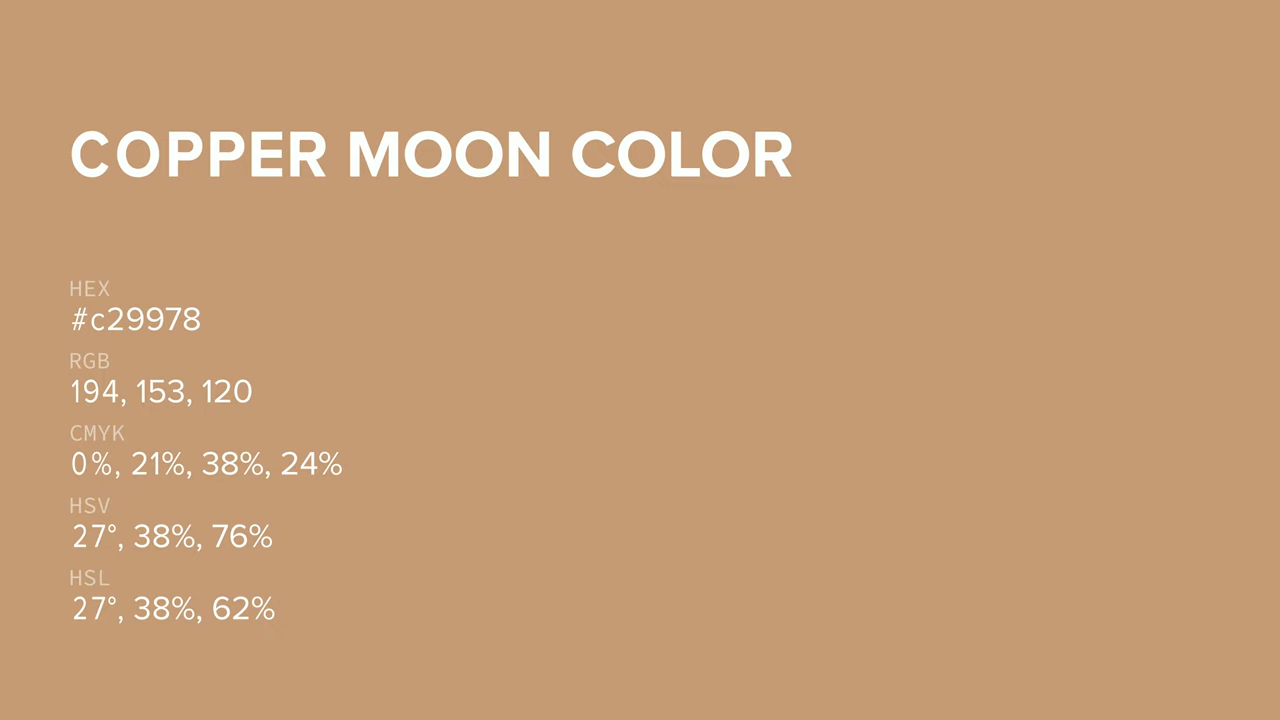 COPPER MOON COLOR
HEX
#c29978
RGB
194, 153, 120
CMYK
0%, 21%, 38%, 24%
HSV
27°, 38%, 76%
HSL
27°, 38%, 62%